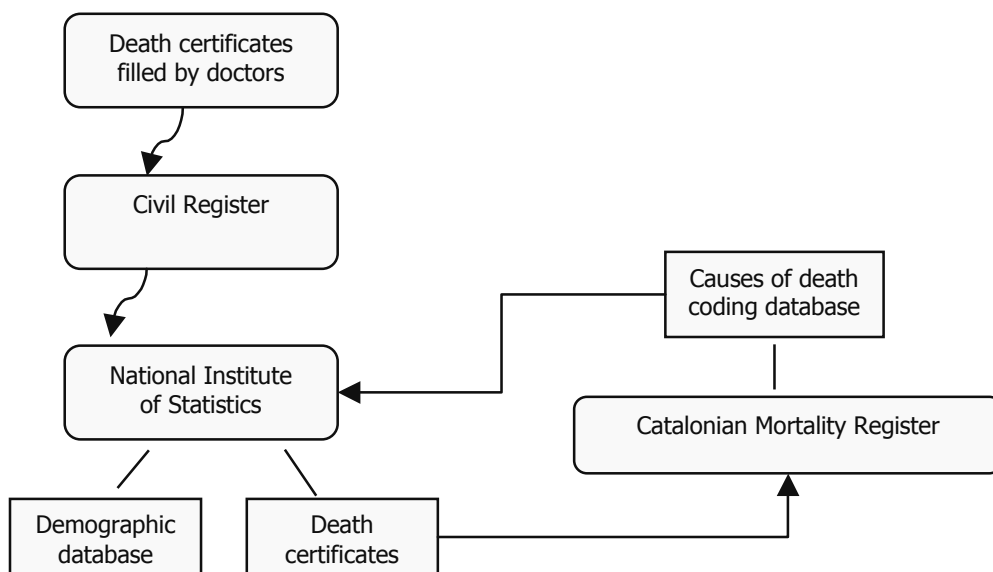 Death certificates
filled by doctors
Civil Register
Causes of death
coding database
National Institute
of Statistics
Catalonian Mortality Register
Demographic
database
Death
certificates